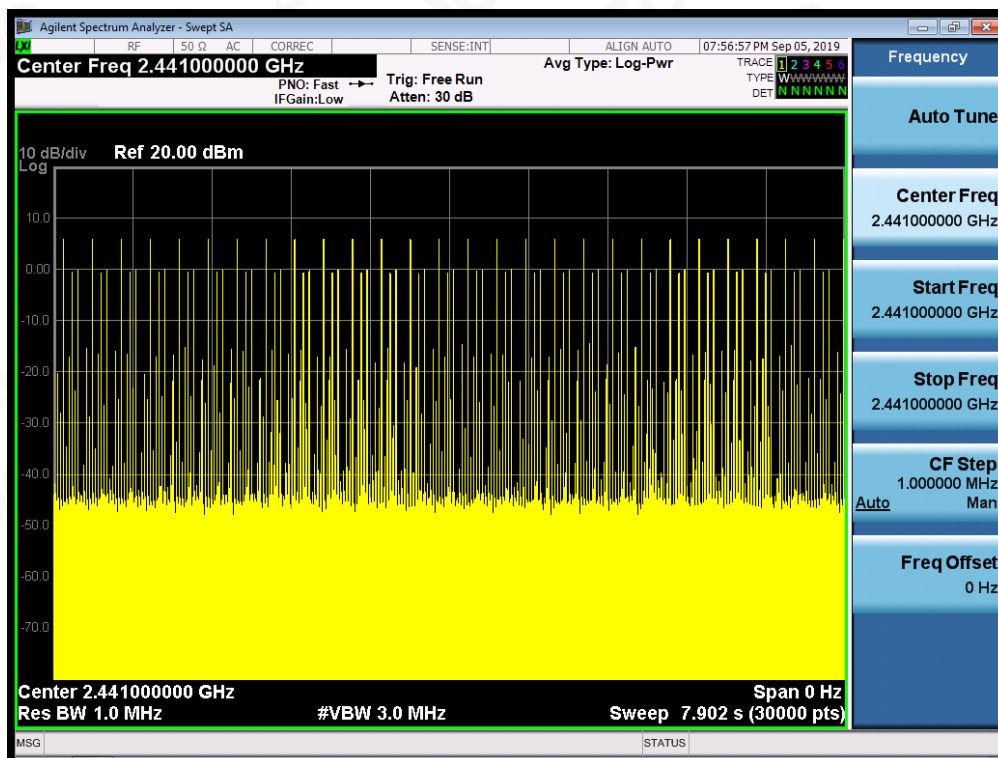 Agilent Spectrum Analyzer - Swept SA
LXI RF 50 Ω AC CORREC SENSE:INT ALIGN AUTO 07:56:57 PM Sep 05, 2019
Center Freq 2.441000000 GHz
PNO: Fast
IFGain:Low
Trig: Free Run
Atten: 30 dB
Avg Type: Log-Pwr
TRACE 1 2 3 4 5 6
TYPE WWWWWW
DET N N N N N N
10 dB/div Ref 20.00 dBm
Log
10.0
0.00
-10.0
-20.0
-30.0
-40.0
-50.0
-60.0
-70.0
Center 2.441000000 GHz Span 0 Hz
Res BW 1.0 MHz #VBW 3.0 MHz Sweep 7.902 s (30000 pts)
MSG STATUS
Frequency
Auto Tune
Center Freq
2.441000000 GHz
Start Freq
2.441000000 GHz
Stop Freq
2.441000000 GHz
CF Step
1.000000 MHz
Auto Man
Freq Offset
0 Hz